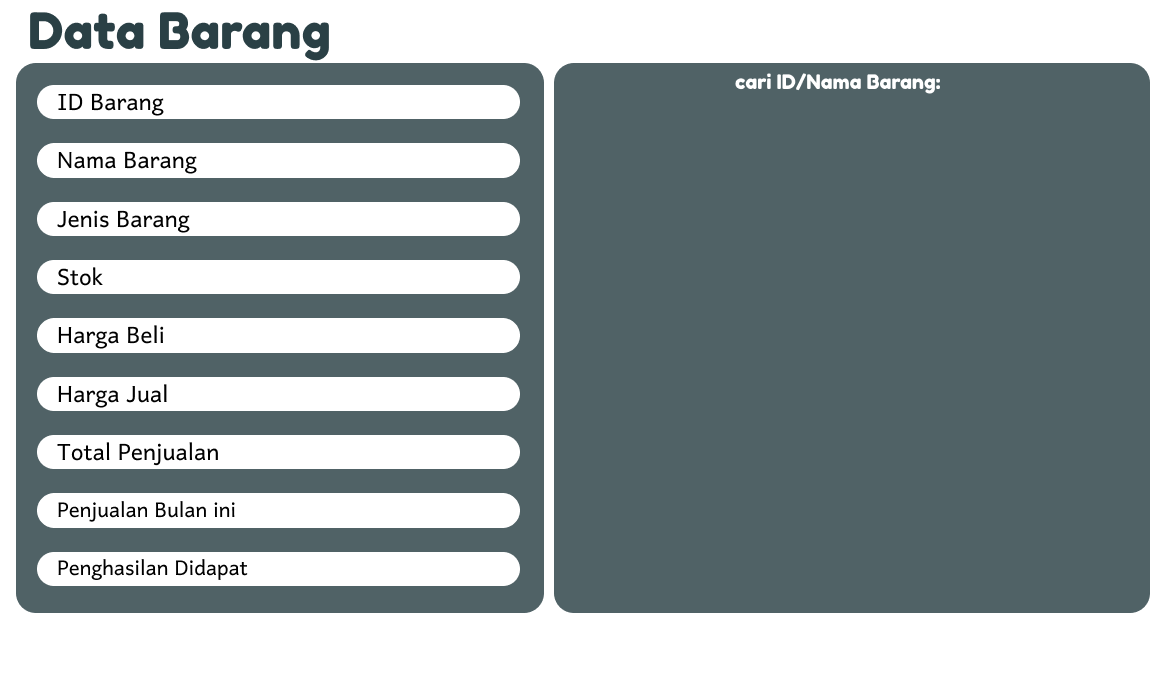 Data Barang
ID Barang
Nama Barang
Jenis Barang
Stok
Harga Beli
Harga Jual
Total Penjualan
Penjualan Bulan ini
Penghasilan Didapat
cari ID/Nama Barang: